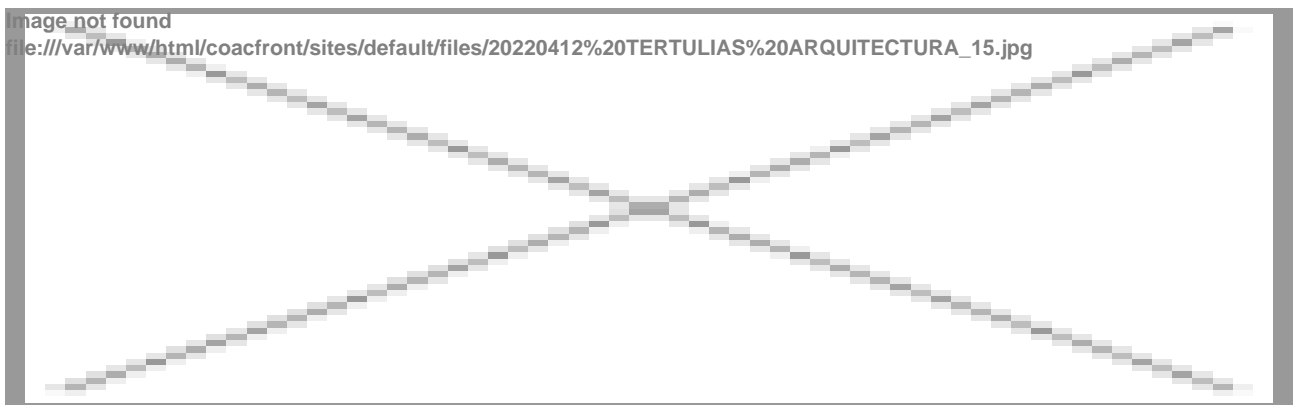 Image not found
file:///var/www/html/coacfront/sites/default/files/20220412%20TERTULIAS%20ARQUITECTURA_15.jpg